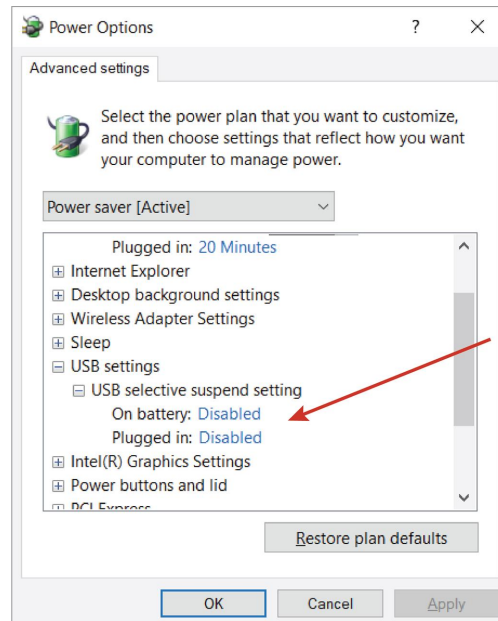 Power Options
Advanced settings
Select the power plan that you want to customize,
and then choose settings that reflect how you want
your computer to manage power.
Power saver [Active]
Plugged in: 20 Minutes
Internet Explorer
Desktop background settings
Wireless Adapter Settings
Sleep
USB settings
USB selective suspend setting
On battery: Disabled
Plugged in: Disabled
Intel(R) Graphics Settings
Power buttons and lid
PCI Express
Restore plan defaults
OK Cancel Apply